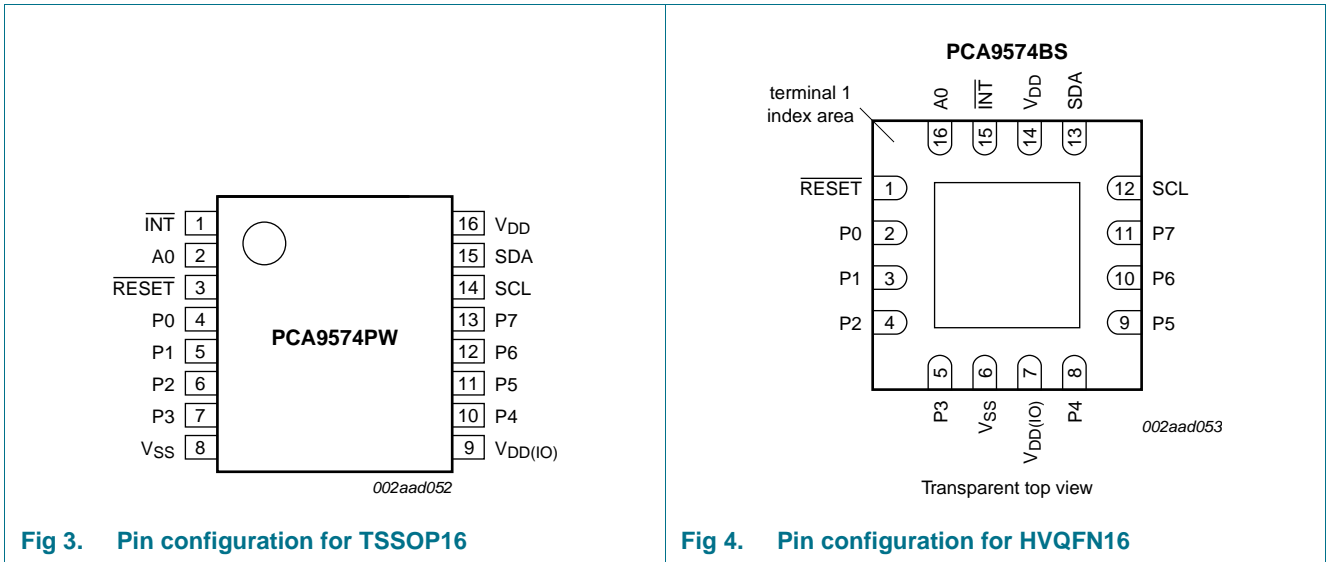 INT 1
A0 2
RESET 3
P0 4
P1 5
P2 6
P3 7
VSS 8
PCA9574PW
16 VDD
15 SDA
14 SCL
13 P7
12 P6
11 P5
10 P4
9 VDD(IO)
002aad052
Fig 3. Pin configuration for TSSOP16
PCA9574BS
terminal 1
index area
A0
INT
VDD
SDA
16
15
14
13
RESET 1
P0 2
P1 3
P2 4
12 SCL
11 P7
10 P6
9 P5
5
6
7
8
P3
VSS
VDD(IO)
P4
002aad053
Transparent top view
Fig 4. Pin configuration for HVQFN16